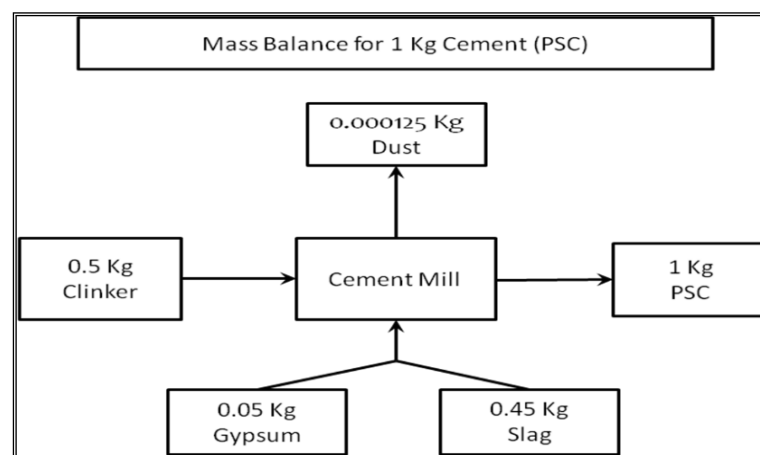 Mass Balance for 1 Kg Cement (PSC)
0.000125 Kg
Dust
0.5 Kg
Clinker
Cement Mill
1 Kg
PSC
0.05 Kg
Gypsum
0.45 Kg
Slag